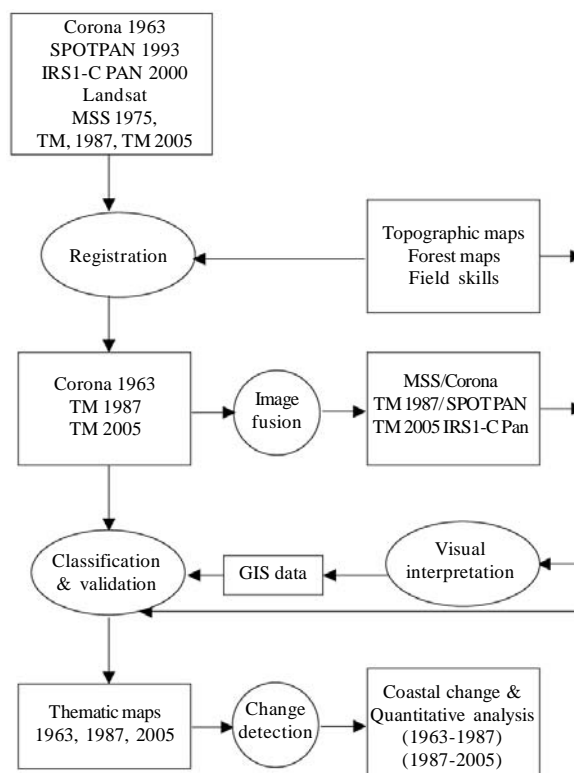 Corona 1963
SPOTPAN 1993
IRS1-C PAN 2000
Landsat
MSS 1975,
TM, 1987, TM 2005
Registration
Topographic maps
Forest maps
Field skills
Corona 1963
TM 1987
TM 2005
Image
fusion
MSS/Corona
TM 1987/ SPOTPAN
TM 2005 IRS1-C Pan
Classification
& validation
GIS data
Visual
interpretation
Thematic maps
1963, 1987, 2005
Change
detection
Coastal change &
Quantitative analysis
(1963-1987)
(1987-2005)